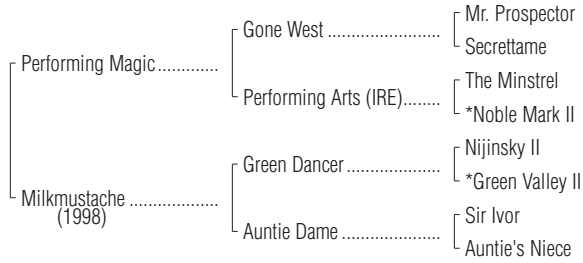 Mr. Prospector
Gone West ....................
Secrettame
Performing Magic.............
The Minstrel
Performing Arts (IRE)........
*Noble Mark II
Nijinsky II
Green Dancer ..................
*Green Valley II
Milkmustache ...................
(1998)
Sir Ivor
Auntie Dame ....................
Auntie's Niece